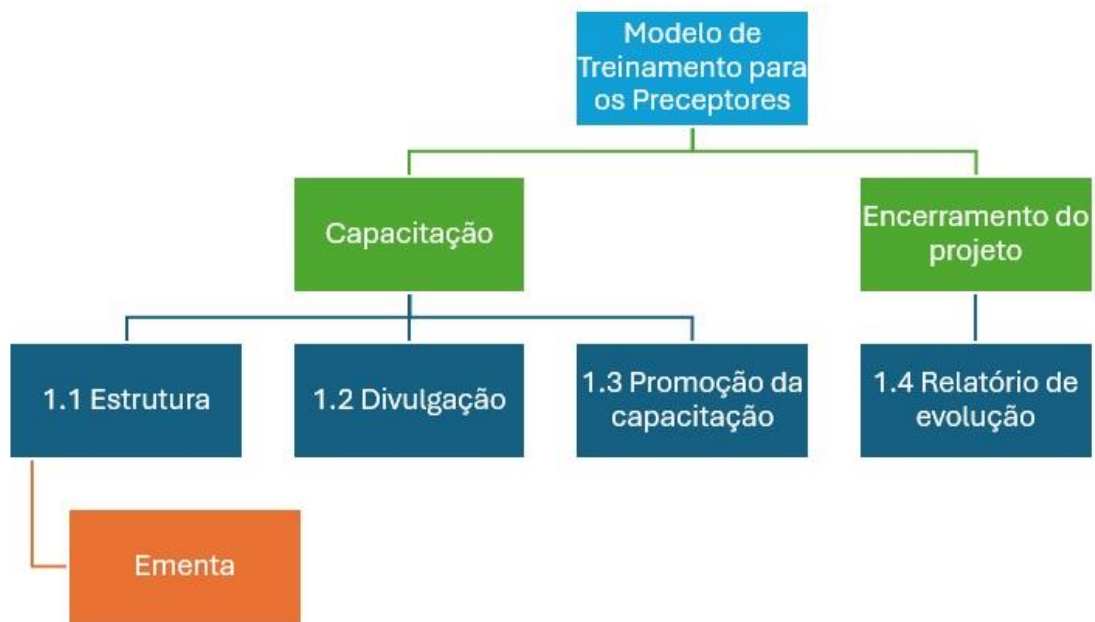 Modelo de
Treinamento para
os Preceptores
Capacitação
Encerramento do
projeto
1.1 Estrutura
1.2 Divulgação
1.3 Promoção da
capacitação
1.4 Relatório de
evolução
Ementa